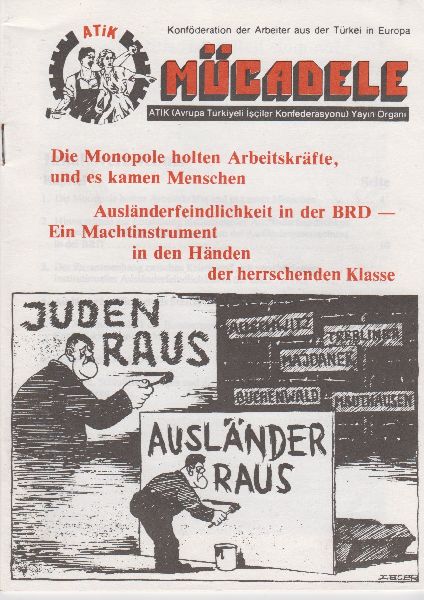 ATiK
Konföderation der Arbeiter aus der Türkei in Europa
MÜCADELE
ATIK (Avrupa Türkiyeli İşçiler Konfederasyonu) Yayın Organı
Die Monopole holten Arbeitskräfte,
und es kamen Menschen
Ausländerfeindlichkeit in der BRD —
Ein Machtinstrument
in den Händen
der herrschenden Klasse
JUDEN
RAUS
AUSCHWITZ
MAJDANEK
BUCHENWALD
MAUTHAUSEN
AUSLÄNDER
RAUS